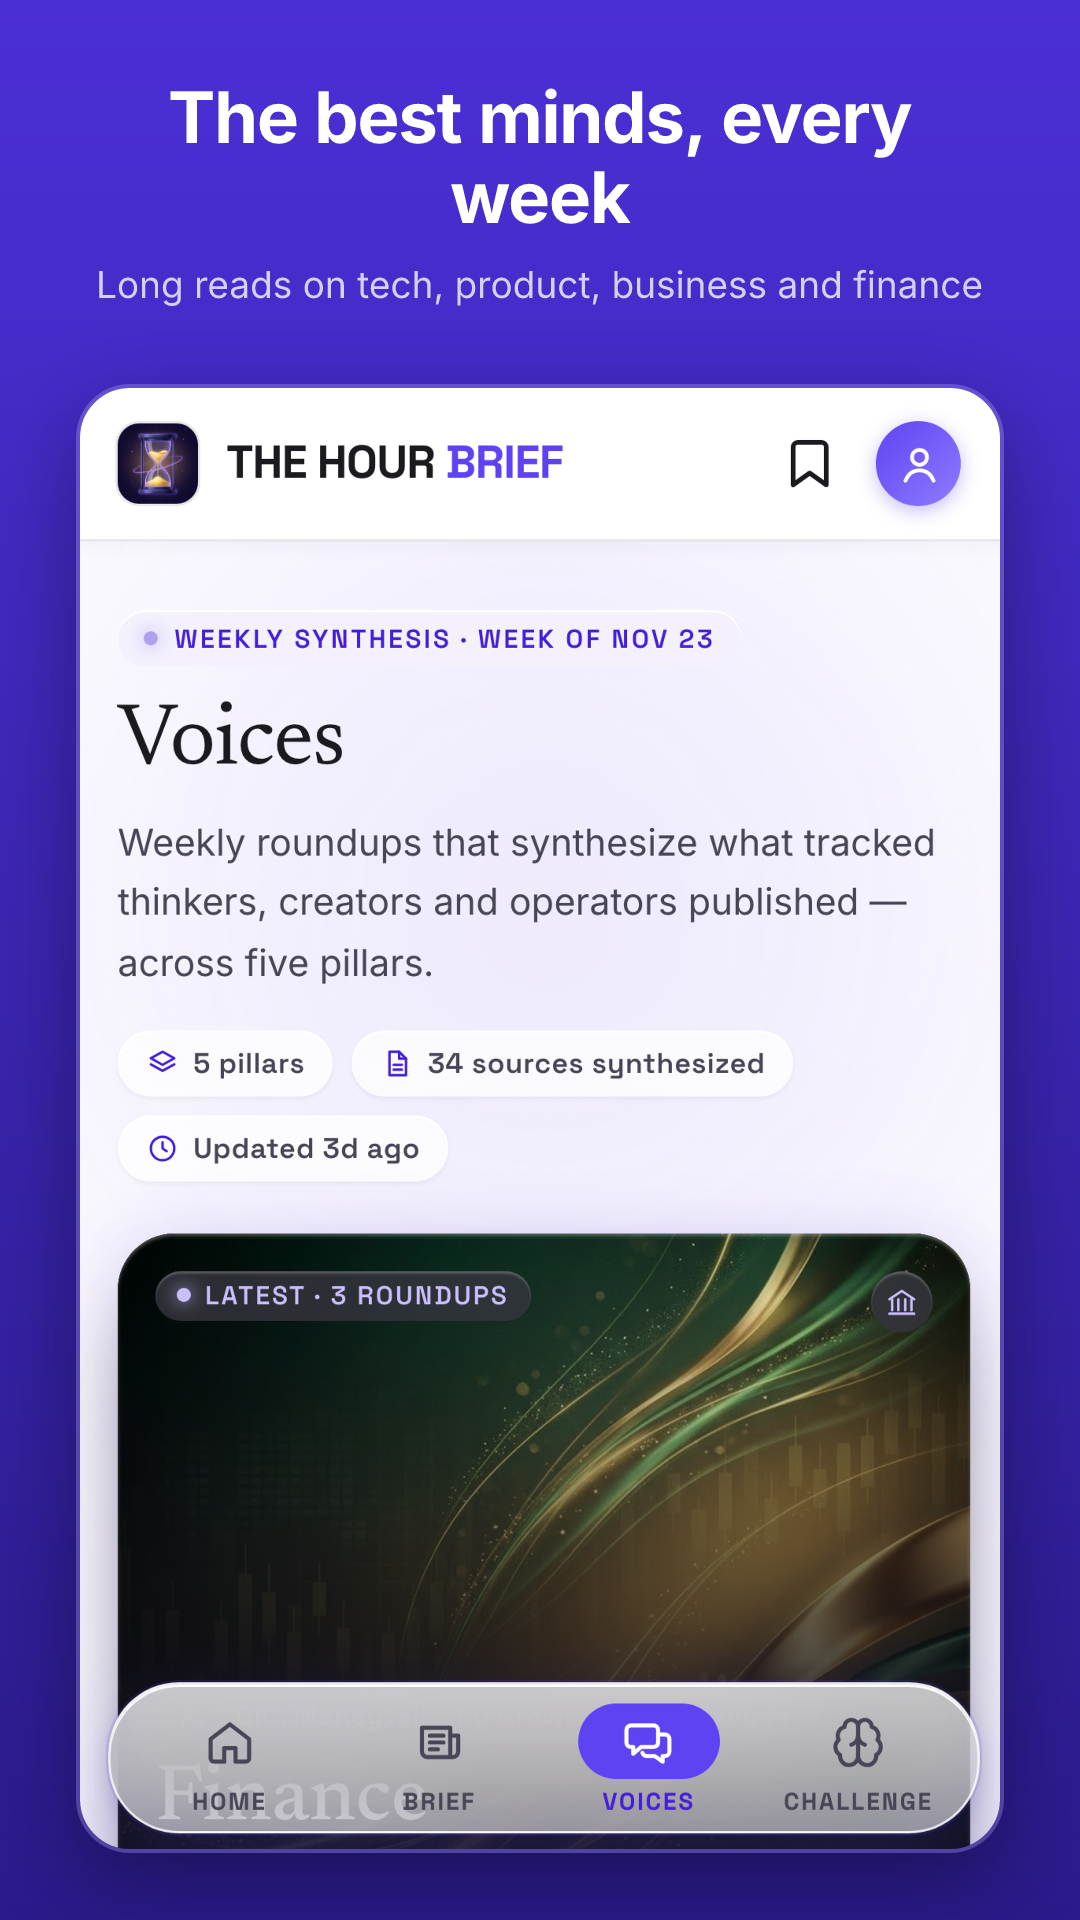 The best minds, every
week
Long reads on tech, product, business and finance
THE HOUR BRIEF
WEEKLY SYNTHESIS · WEEK OF NOV 23
Voices
Weekly roundups that synthesize what tracked
thinkers, creators and operators published —
across five pillars.
5 pillars
34 sources synthesized
Updated 3d ago
LATEST · 3 ROUNDUPS
Finance
HOME
BRIEF
VOICES
CHALLENGE